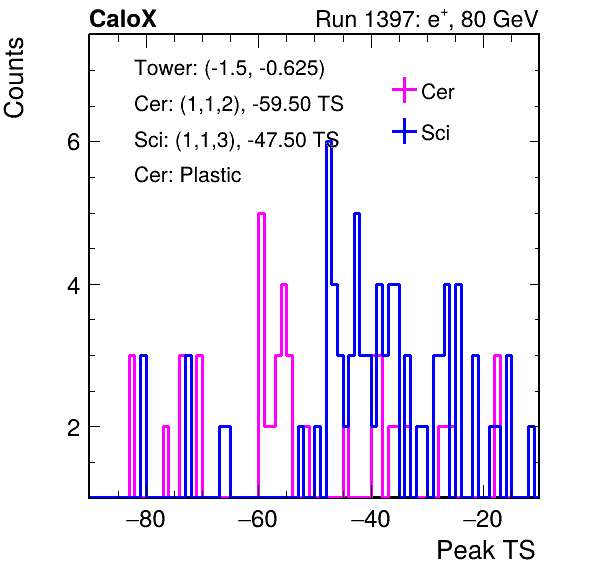 CaloX Run 1397: e⁺, 80 GeV
Counts
Tower: (-1.5, -0.625)
Cer: (1,1,2), -59.50 TS
Sci: (1,1,3), -47.50 TS
Cer: Plastic
Cer
Sci
6
4
2
−80 −60 −40 −20
Peak TS